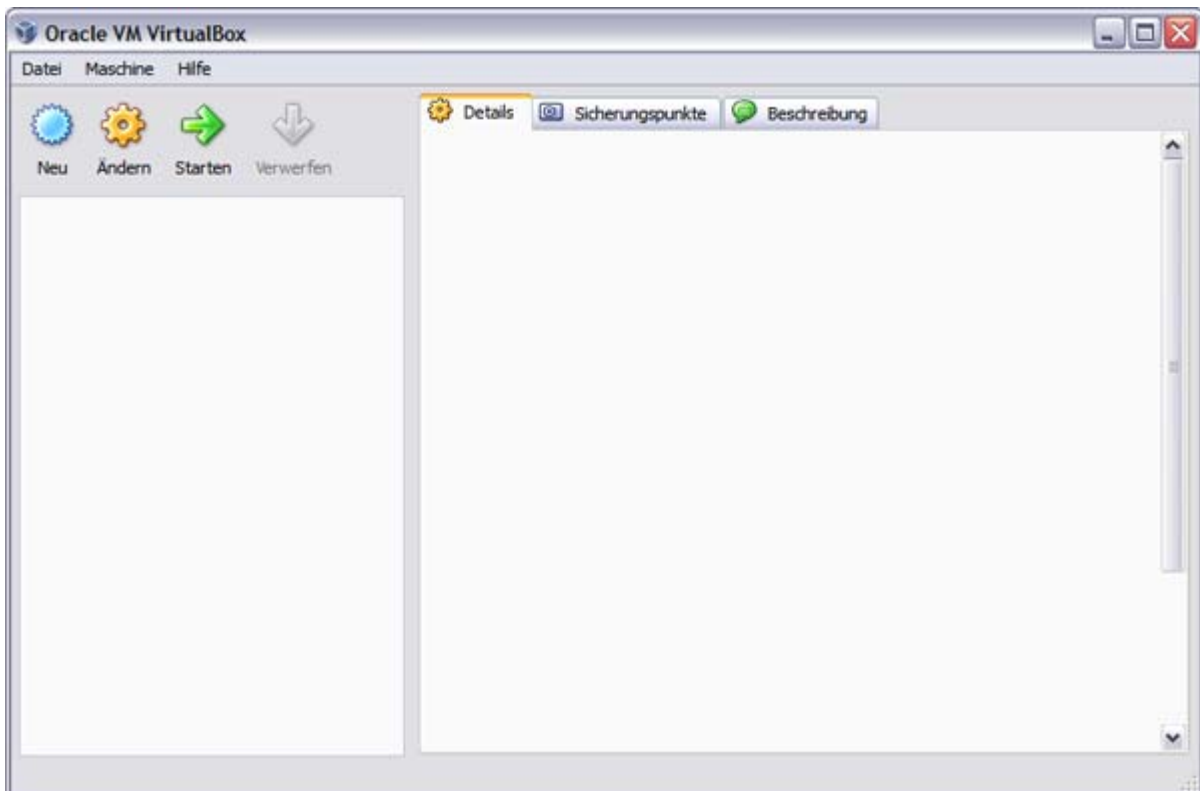 Oracle VM VirtualBox
Datei Maschine Hilfe
Neu Ändern Starten Verwerfen
Details Sicherungspunkte Beschreibung